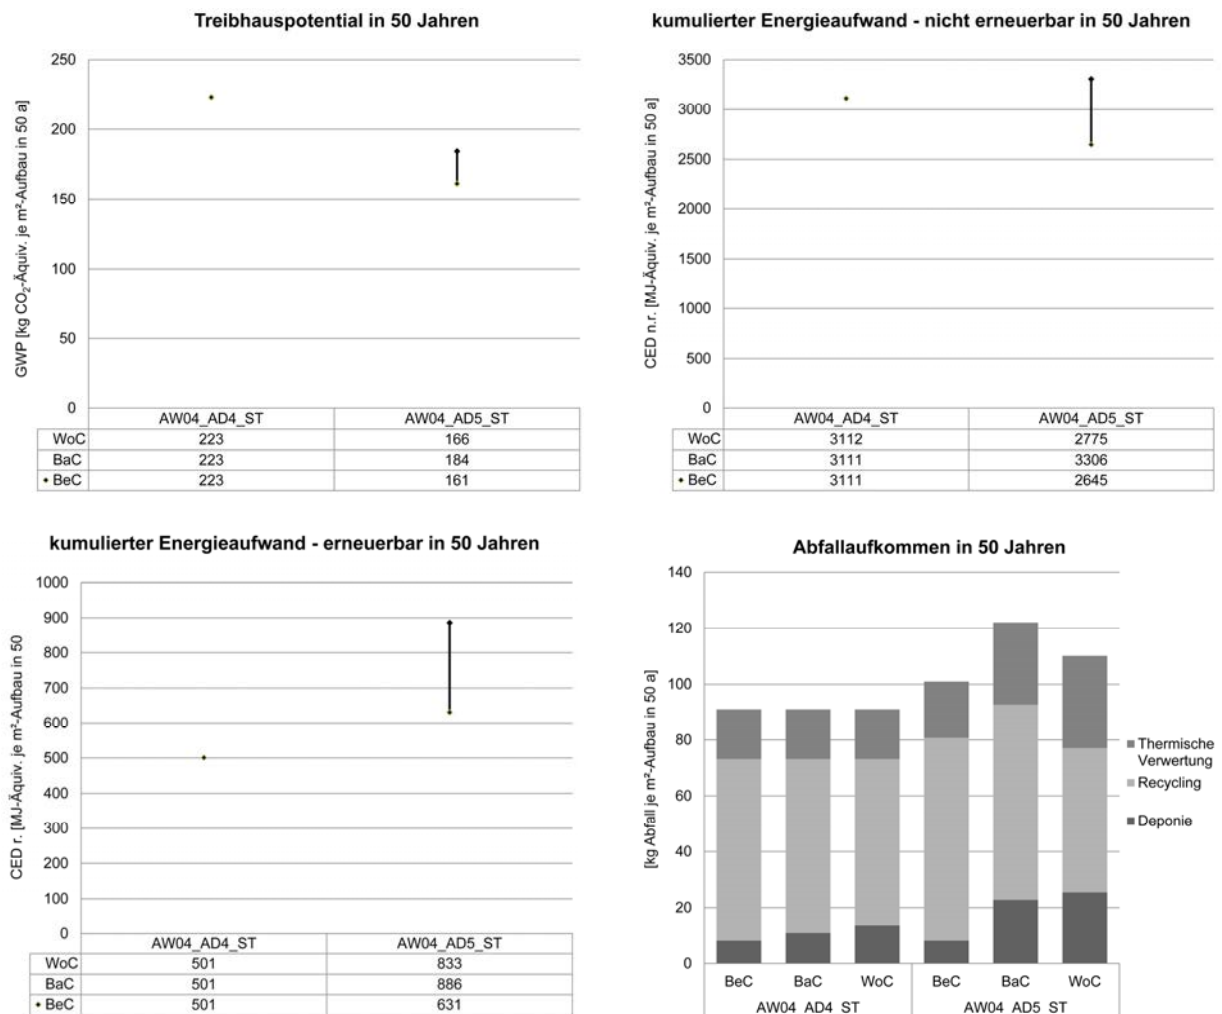 Treibhauspotential in 50 Jahren
GWP [kg CO₂-Äquiv. je m²-Aufbau in 50 a]
250
200
150
100
50
0
AW04_AD4_ST AW04_AD5_ST
WoC 223 166
BaC 223 184
BeC 223 161
kumulierter Energieaufwand - nicht erneuerbar in 50 Jahren
CED n.r. [MJ-Äquiv. je m²-Aufbau in 50 a]
3500
3000
2500
2000
1500
1000
500
0
AW04_AD4_ST AW04_AD5_ST
WoC 3112 2775
BaC 3111 3306
BeC 3111 2645
kumulierter Energieaufwand - erneuerbar in 50 Jahren
CED r. [MJ-Äquiv. je m²-Aufbau in 50
1000
900
800
700
600
500
400
300
200
100
0
AW04_AD4_ST AW04_AD5_ST
WoC 501 833
BaC 501 886
BeC 501 631
Abfallaufkommen in 50 Jahren
[kg Abfall je m²-Aufbau in 50 a]
140
120
100
80
60
40
20
0
BeC BaC WoC BeC BaC WoC
AW04_AD4_ST AW04_AD5_ST
Thermische
Verwertung
Recycling
Deponie